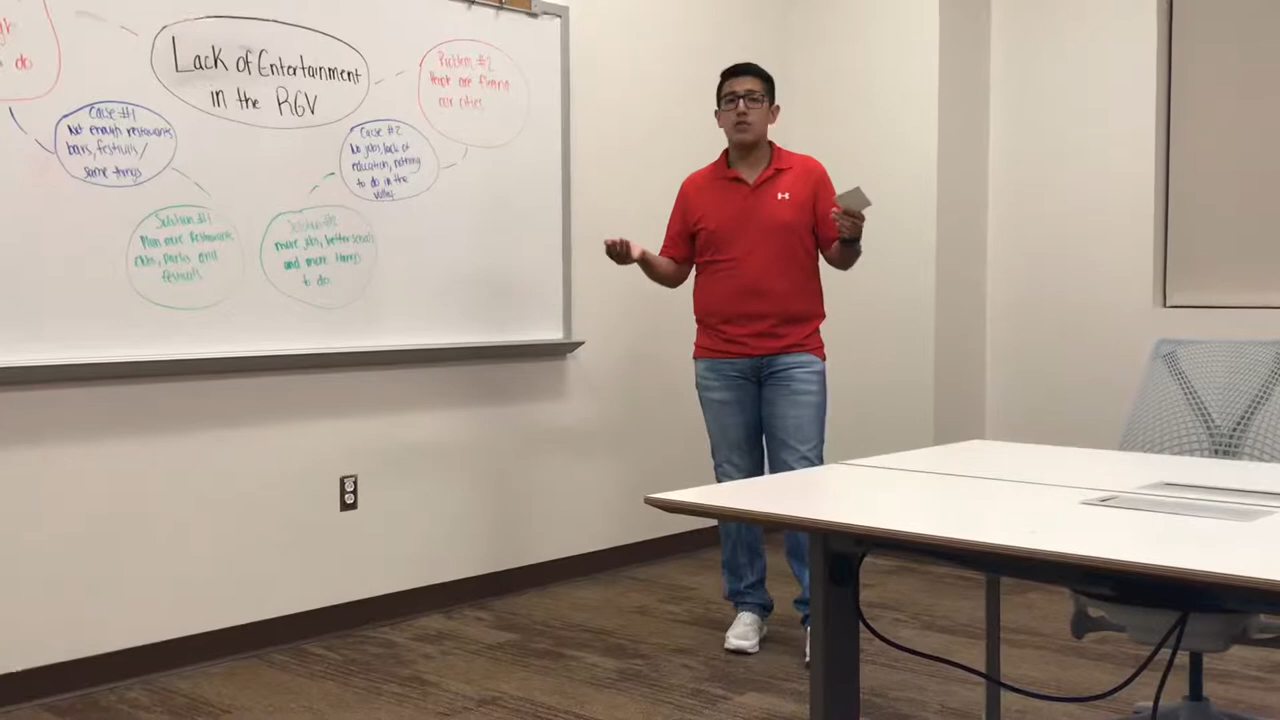 do
Lack of Entertainment
in the RGV
Problem #2
People are fleeing
our cities
Cause #1
Not enough restaurants
bars, festivals/
same things
Cause #2
No jobs, lack of
education, nothing
to do in the
valley
Solution #1
Plan more Restaurants
clubs, parks and
festivals
Solution #2
more jobs, better schools
and more things
to do